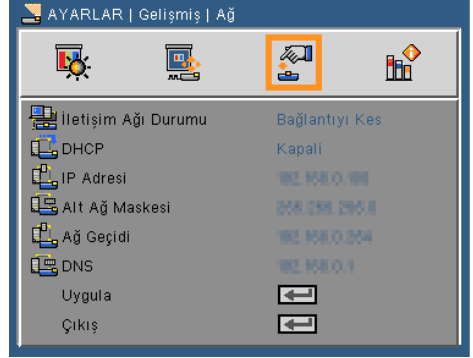 AYARLAR | Gelişmiş | Ağ
İletişim Ağı Durumu Bağlantıyı Kes
DHCP Kapali
IP Adresi
Alt Ağ Maskesi
Ağ Geçidi
DNS
Uygula
Çıkış